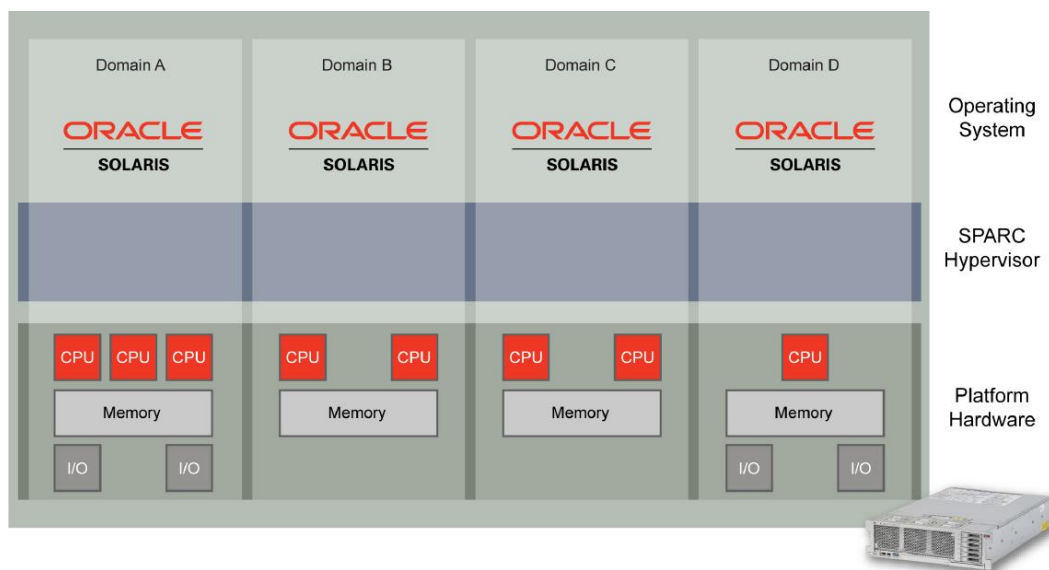 Domain A
Domain B
Domain C
Domain D
ORACLE
SOLARIS
ORACLE
SOLARIS
ORACLE
SOLARIS
ORACLE
SOLARIS
Operating
System
SPARC
Hypervisor
CPU CPU CPU
CPU CPU
CPU CPU
CPU
Memory
Memory
Memory
Memory
I/O I/O
I/O I/O
Platform
Hardware